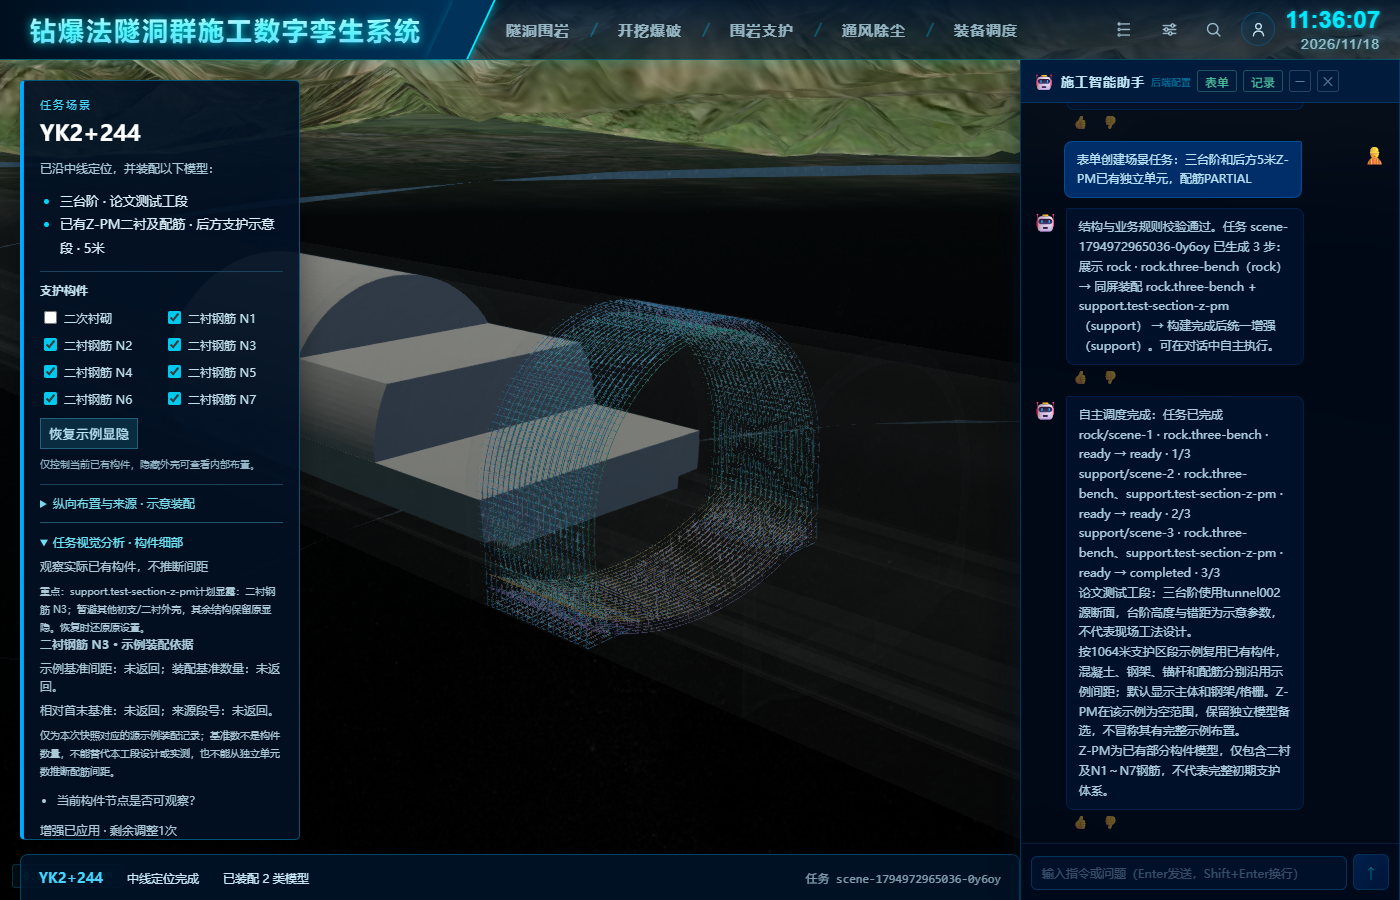 钻爆法隧洞群施工数字孪生系统
隧洞围岩 / 开挖爆破 / 围岩支护 / 通风除尘 / 装备调度
11:36:07
2026/11/18
任务场景
YK2+244
已沿中线定位，并装配以下模型：
三台阶 · 论文测试工段
已有Z-PM二衬及配筋 · 后方支护示意
段 · 5米
支护构件
二次衬砌 二衬钢筋 N1
二衬钢筋 N2 二衬钢筋 N3
二衬钢筋 N4 二衬钢筋 N5
二衬钢筋 N6 二衬钢筋 N7
恢复示例显隐
仅控制当前已有构件，隐藏外壳可查看内部布置。
▶ 纵向布置与来源 · 示意装配
▼ 任务视觉分析 · 构件细部
观察实际已有构件，不推断间距
重点：support.test-section-z-pm计划显露：二衬钢
筋 N3；暂避其他初支/二衬外壳，其余结构保留原显
隐。恢复时还原原设置。
二衬钢筋 N3 · 示例装配依据
示例基准间距：未返回；装配基准数量：未返
回。
相对首末基准：未返回；来源段号：未返回。
仅为本次快照对应的源示例装配记录；基准数不是构件
数量，不能替代本工段设计或实测，也不能从独立单元
数推断配筋间距。
当前构件节点是否可观察?
增强已应用 · 剩余调整1次
YK2+244 中线定位完成 已装配 2 类模型 任务 scene-1794972965036-0y6oy
施工智能助手 后端配置 表单 记录
表单创建场景任务：三台阶和后方5米Z-
PM已有独立单元，配筋PARTIAL
结构与业务规则校验通过。任务 scene-
1794972965036-0y6oy 已生成 3 步：
展示 rock · rock.three-bench（rock）
→ 同屏装配 rock.three-bench +
support.test-section-z-pm
（support） → 构建完成后统一增强
（support）。可在对话中自主执行。
自主调度完成：任务已完成
rock/scene-1 · rock.three-bench ·
ready → ready · 1/3
support/scene-2 · rock.three-
bench、support.test-section-z-pm ·
ready → ready · 2/3
support/scene-3 · rock.three-
bench、support.test-section-z-pm ·
ready → completed · 3/3
论文测试工段：三台阶使用tunnel002
源断面，台阶高度与错距为示意参数，
不代表现场工法设计。
按1064米支护区段示例复用已有构件，
混凝土、钢架、锚杆和配筋分别沿用示
例间距；默认显示主体和钢架/格栅。Z-
PM在该示例为空范围，保留独立模型备
选，不冒称其有完整示例布置。
Z-PM为已有部分构件模型，仅包含二衬
及N1～N7钢筋，不代表完整初期支护
体系。
输入指令或问题（Enter发送，Shift+Enter换行）